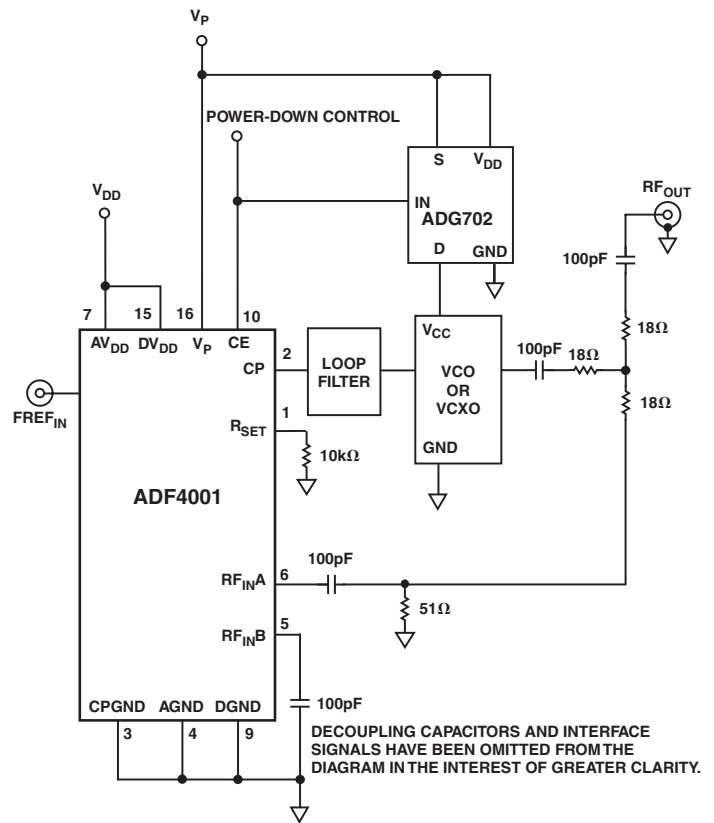 VP
POWER-DOWN CONTROL
S VDD
VDD
IN
ADG702
RFOUT
D GND
100pF
7 15 16 10
AVDD DVDD VP CE
18Ω
2
CP
LOOP
FILTER
VCC
VCO
OR
VCXO
GND
100pF
18Ω
18Ω
FREFIN
1
RSET
10kΩ
ADF4001
100pF
RFINA 6
51Ω
5
RFINB
100pF
CPGND AGND DGND
3 4 9
DECOUPLING CAPACITORS AND INTERFACE
SIGNALS HAVE BEEN OMITTED FROM THE
DIAGRAM IN THE INTEREST OF GREATER CLARITY.